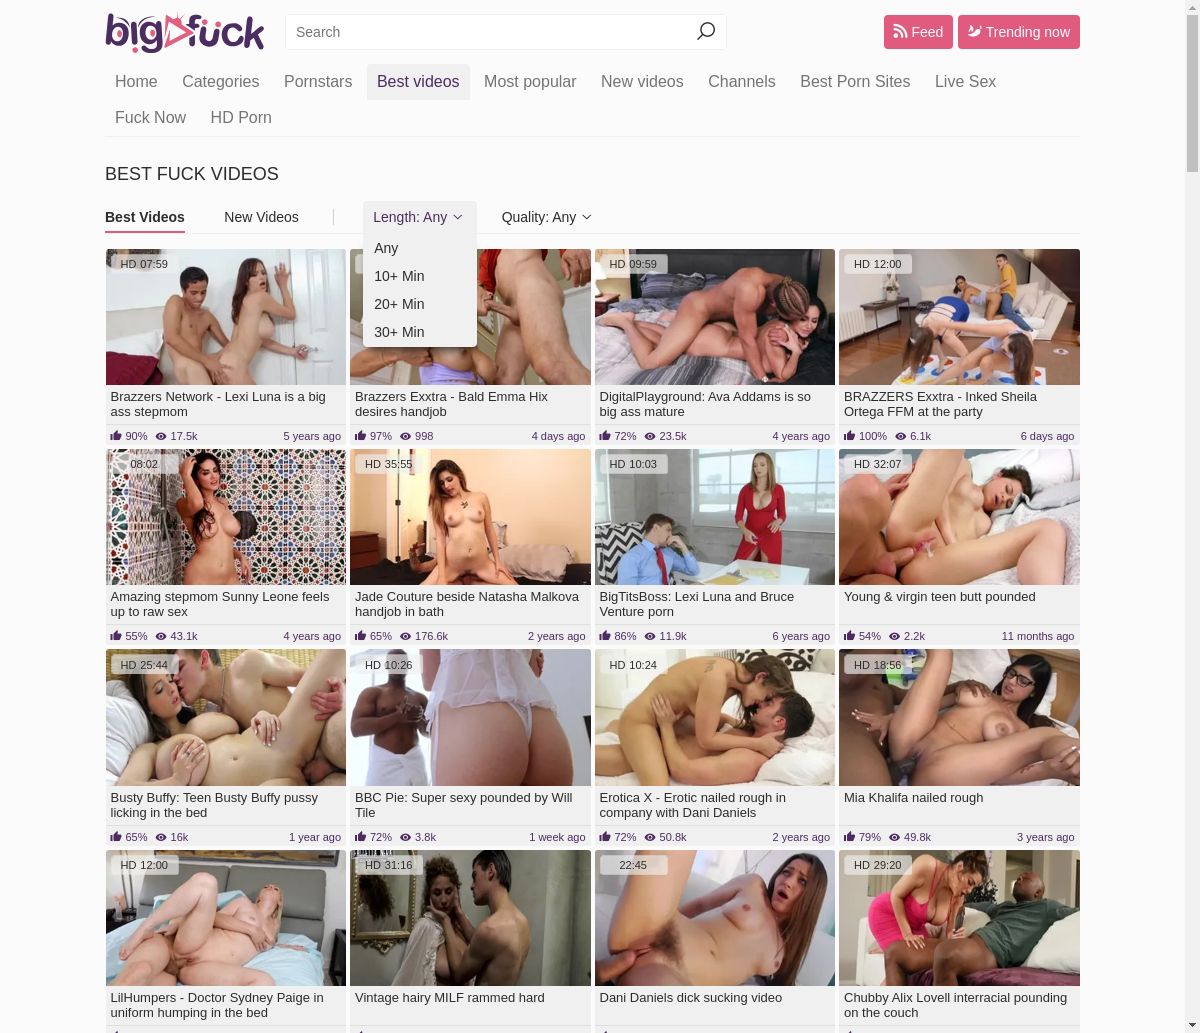 bigfuck
Search
Feed
Trending now
Home
Categories
Pornstars
Best videos
Most popular
New videos
Channels
Best Porn Sites
Live Sex
Fuck Now
HD Porn
BEST FUCK VIDEOS
Best Videos
New Videos
Length: Any
Quality: Any
Any
10+ Min
20+ Min
30+ Min
HD 07:59
HD 09:59
HD 12:00
Brazzers Network - Lexi Luna is a big
ass stepmom
90% 17.5k 5 years ago
Brazzers Exxtra - Bald Emma Hix
desires handjob
97% 998 4 days ago
DigitalPlayground: Ava Addams is so
big ass mature
72% 23.5k 4 years ago
BRAZZERS Exxtra - Inked Sheila
Ortega FFM at the party
100% 6.1k 6 days ago
08:02
HD 35:55
HD 10:03
HD 32:07
Amazing stepmom Sunny Leone feels
up to raw sex
55% 43.1k 4 years ago
Jade Couture beside Natasha Malkova
handjob in bath
65% 176.6k 2 years ago
BigTitsBoss: Lexi Luna and Bruce
Venture porn
86% 11.9k 6 years ago
Young & virgin teen butt pounded
54% 2.2k 11 months ago
HD 25:44
HD 10:26
HD 10:24
HD 18:56
Busty Buffy: Teen Busty Buffy pussy
licking in the bed
65% 16k 1 year ago
BBC Pie: Super sexy pounded by Will
Tile
72% 3.8k 1 week ago
Erotica X - Erotic nailed rough in
company with Dani Daniels
72% 50.8k 2 years ago
Mia Khalifa nailed rough
79% 49.8k 3 years ago
HD 12:00
HD 31:16
22:45
HD 29:20
LilHumpers - Doctor Sydney Paige in
uniform humping in the bed
Vintage hairy MILF rammed hard
Dani Daniels dick sucking video
Chubby Alix Lovell interracial pounding
on the couch